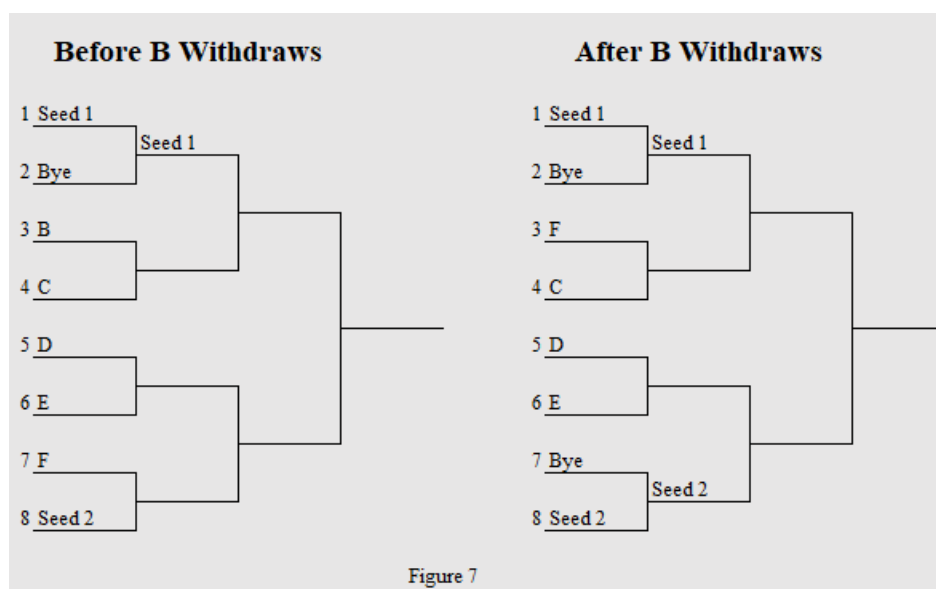 Before B Withdraws
1 Seed 1
Seed 1
2 Bye
3 B
4 C
5 D
6 E
7 F
8 Seed 2
After B Withdraws
1 Seed 1
Seed 1
2 Bye
3 F
4 C
5 D
6 E
7 Bye
Seed 2
8 Seed 2
Figure 7